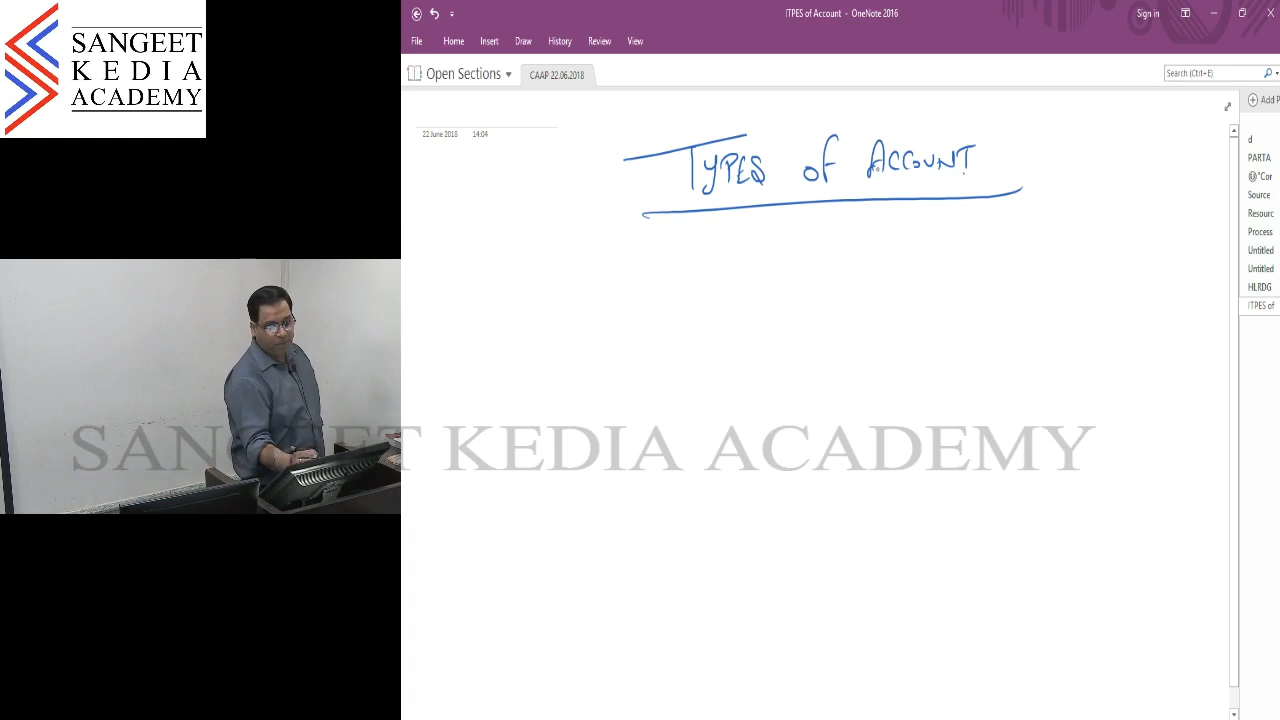 SANGEET
KEDIA
ACADEMY
ITPES of Account - OneNote 2016
Sign in
File Home Insert Draw History Review View
Open Sections
CAAP 22.06.2018
Search (Ctrl+E)
Add P
22 June 2018 14:04
TYPES of ACCOUNT
d
PARTA
"Cor
Source
Resourc
Process
Untitled
Untitled
HLRDG
ITPES of
SANGEET KEDIA ACADEMY